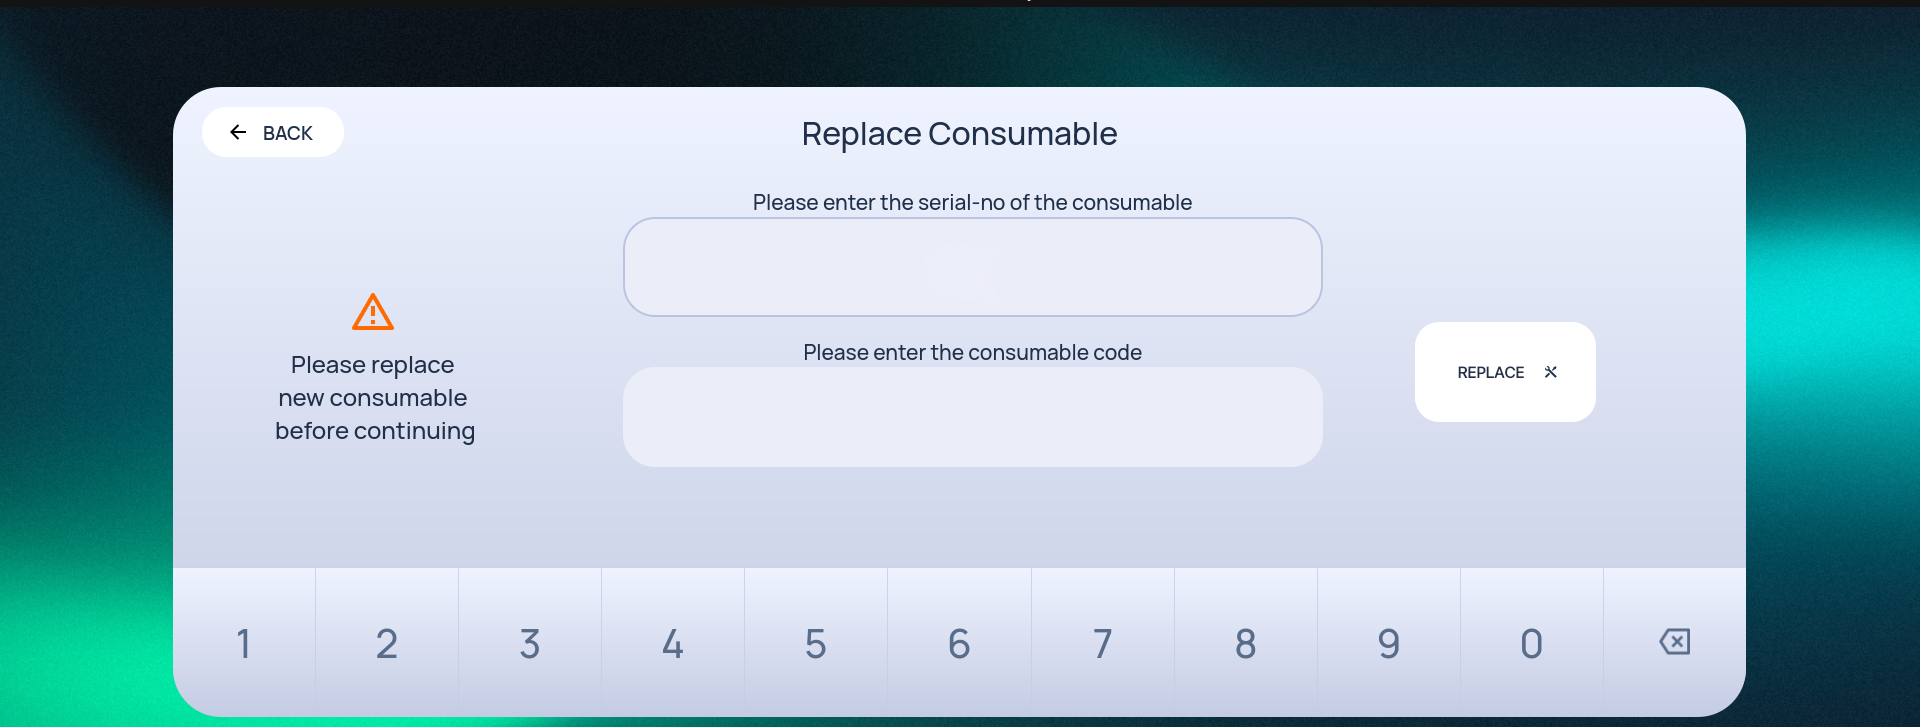 BACK
Replace Consumable
Please enter the serial-no of the consumable
Please replace
new consumable
before continuing
Please enter the consumable code
REPLACE
1 2 3 4 5 6 7 8 9 0